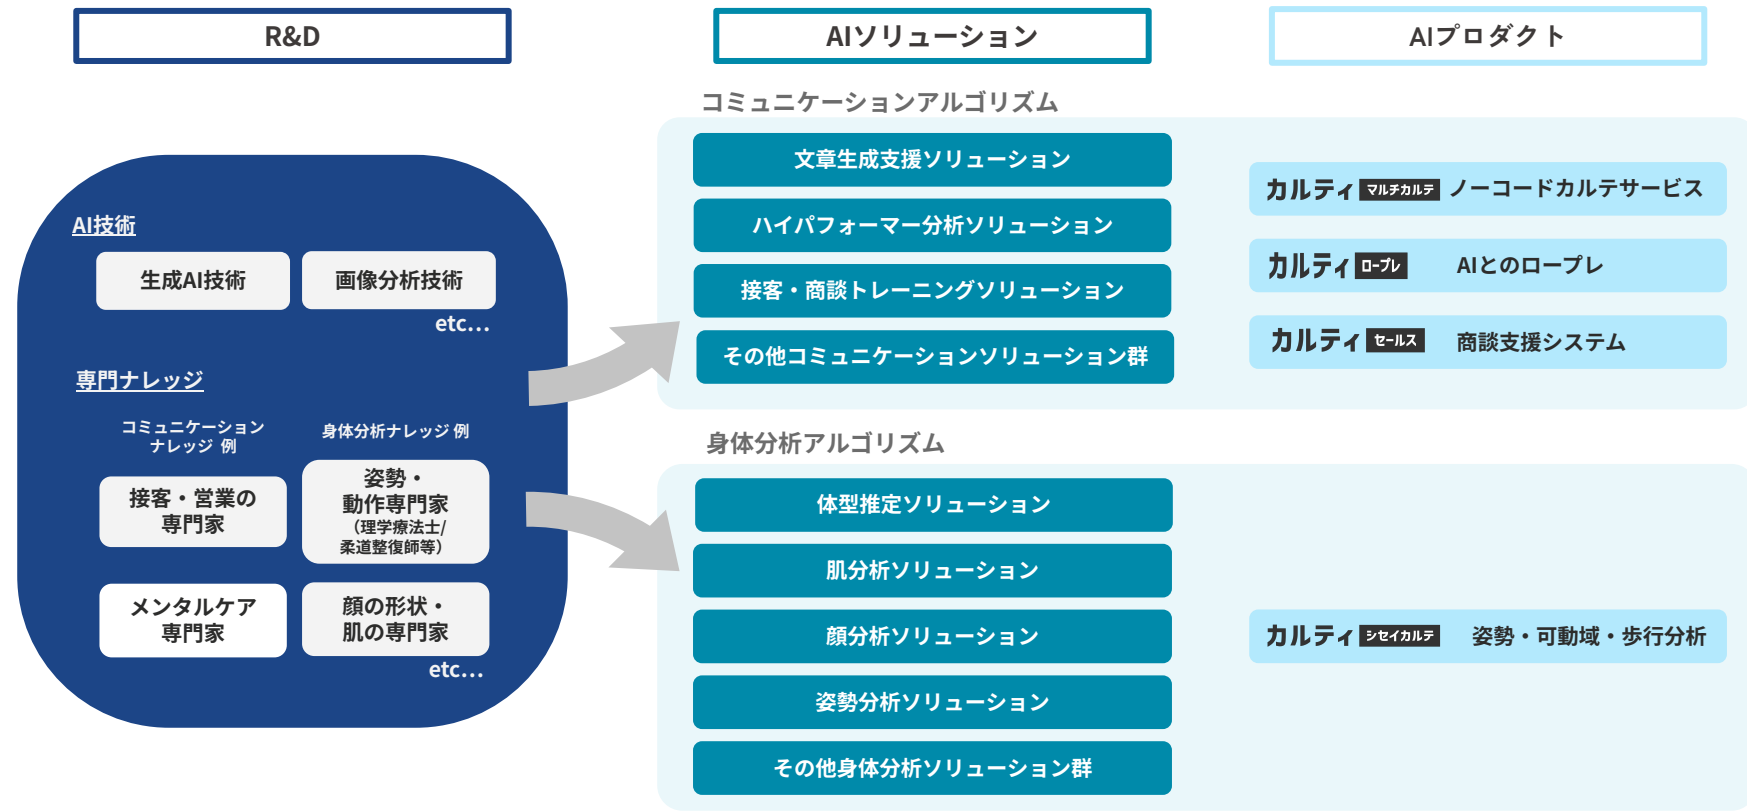 R&D
AIソリューション
AIプロダクト
AI技術
生成AI技術
画像分析技術
etc…
専門ナレッジ
コミュニケーション
ナレッジ 例
身体分析ナレッジ 例
接客・営業の
専門家
姿勢・
動作専門家
（理学療法士/
柔道整復師等）
メンタルケア
専門家
顔の形状・
肌の専門家
etc…
コミュニケーションアルゴリズム
文章生成支援ソリューション
ハイパフォーマー分析ソリューション
接客・商談トレーニングソリューション
その他コミュニケーションソリューション群
カルティ マルチカルテ ノーコードカルテサービス
カルティ ロープレ AIとのロープレ
カルティ セールス 商談支援システム
身体分析アルゴリズム
体型推定ソリューション
肌分析ソリューション
顔分析ソリューション
姿勢分析ソリューション
その他身体分析ソリューション群
カルティ シセイカルテ 姿勢・可動域・歩行分析